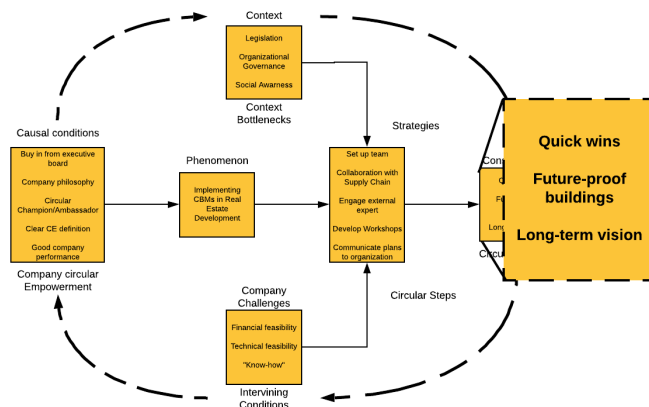 Context
Legislation
Organizational
Governance
Social Awarness
Context
Bottlenecks
Causal conditions
Buy in from executive
board
Company philosophy
Circular
Champion/Ambassador
Clear CE definition
Good company
performance
Company circular
Empowerment
Phenomenon
Implementing
CBMs in Real
Estate
Development
Strategies
Set up team
Collaboration with
Supply Chain
Engage external
expert
Develop Workshops
Communicate plans
to organization
Circular Steps
Company
Challenges
Financial feasibility
Technical feasibility
"Know-how"
Intervening
Conditions
Quick wins
Future-proof
buildings
Long-term vision